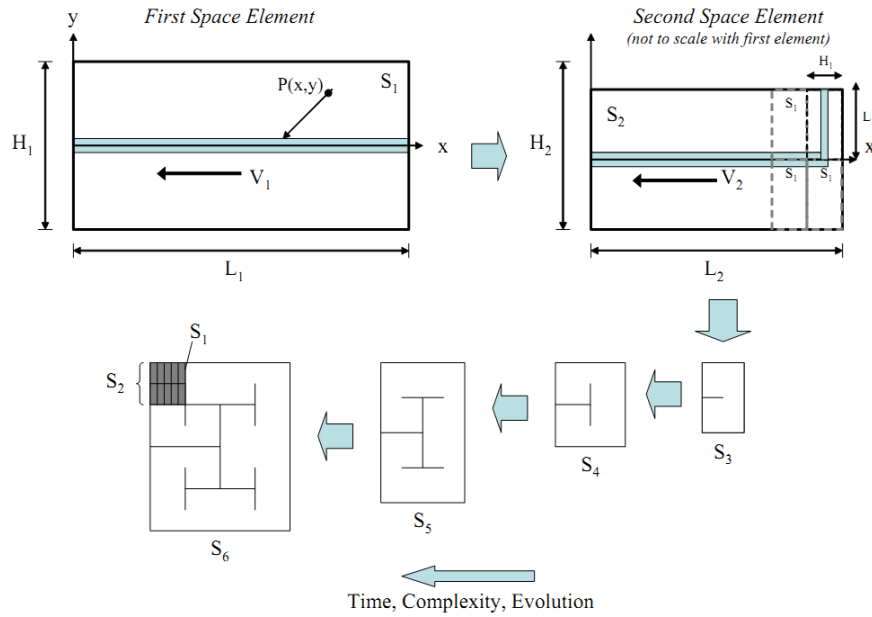 First Space Element
Second Space Element
(not to scale with first element)
y
H₁
S₁
P(x,y)
S₁
L
S₂
H₁
x
H₂
x
S₁
S₁
V₁
V₂
L₁
L₂
S₁
S₂
S₃
S₄
S₅
S₆
Time, Complexity, Evolution